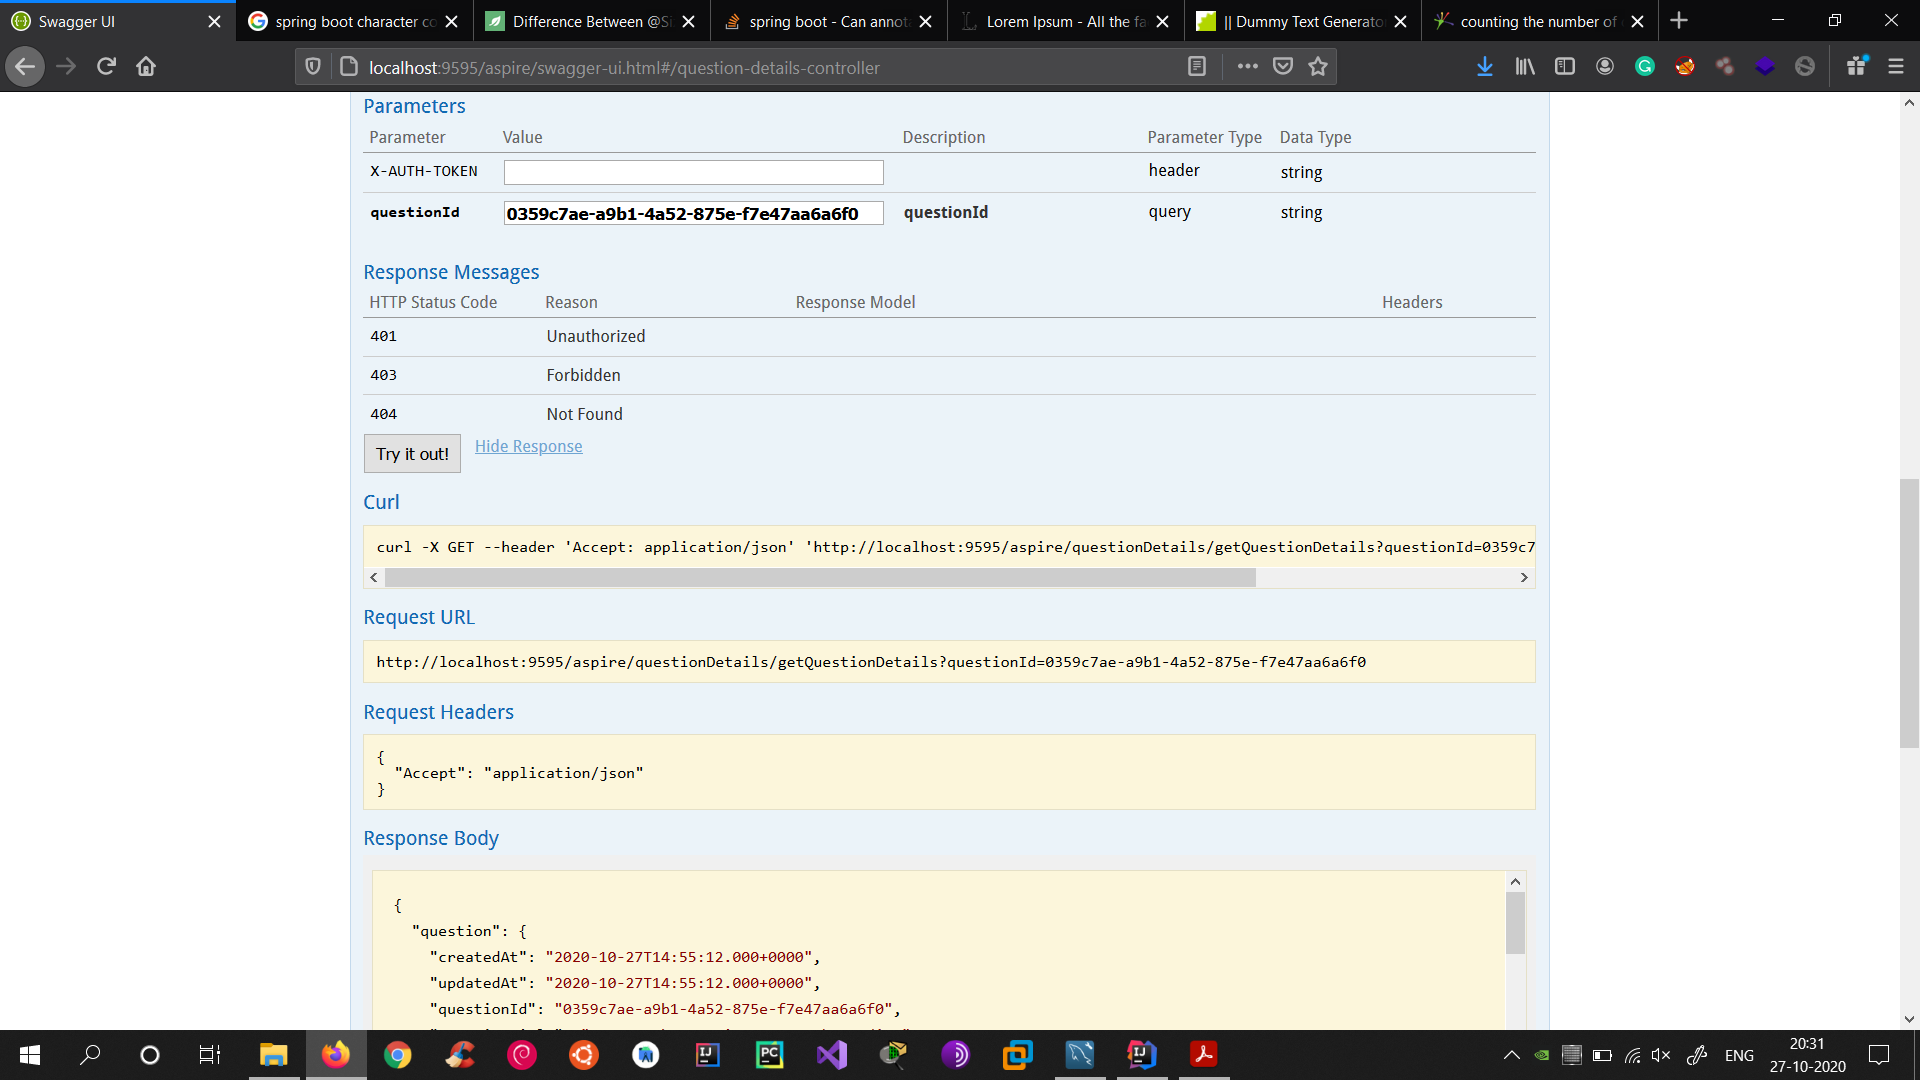 Swagger UI
spring boot character co
Difference Between @Si
spring boot - Can annota
Lorem Ipsum - All the fa
|| Dummy Text Generato
counting the number of
localhost:9595/aspire/swagger-ui.html#/question-details-controller
Parameters
Parameter Value Description Parameter Type Data Type
X-AUTH-TOKEN header string
questionId 0359c7ae-a9b1-4a52-875e-f7e47aa6a6f0 questionId query string
Response Messages
HTTP Status Code Reason Response Model Headers
401 Unauthorized
403 Forbidden
404 Not Found
Try it out! Hide Response
Curl
curl -X GET --header 'Accept: application/json' 'http://localhost:9595/aspire/questionDetails/getQuestionDetails?questionId=0359c7
Request URL
http://localhost:9595/aspire/questionDetails/getQuestionDetails?questionId=0359c7ae-a9b1-4a52-875e-f7e47aa6a6f0
Request Headers
{
"Accept": "application/json"
}
Response Body
{
"question": {
"createdAt": "2020-10-27T14:55:12.000+0000",
"updatedAt": "2020-10-27T14:55:12.000+0000",
"questionId": "0359c7ae-a9b1-4a52-875e-f7e47aa6a6f0",
IJ
PC
IJ
ENG
20:31
27-10-2020